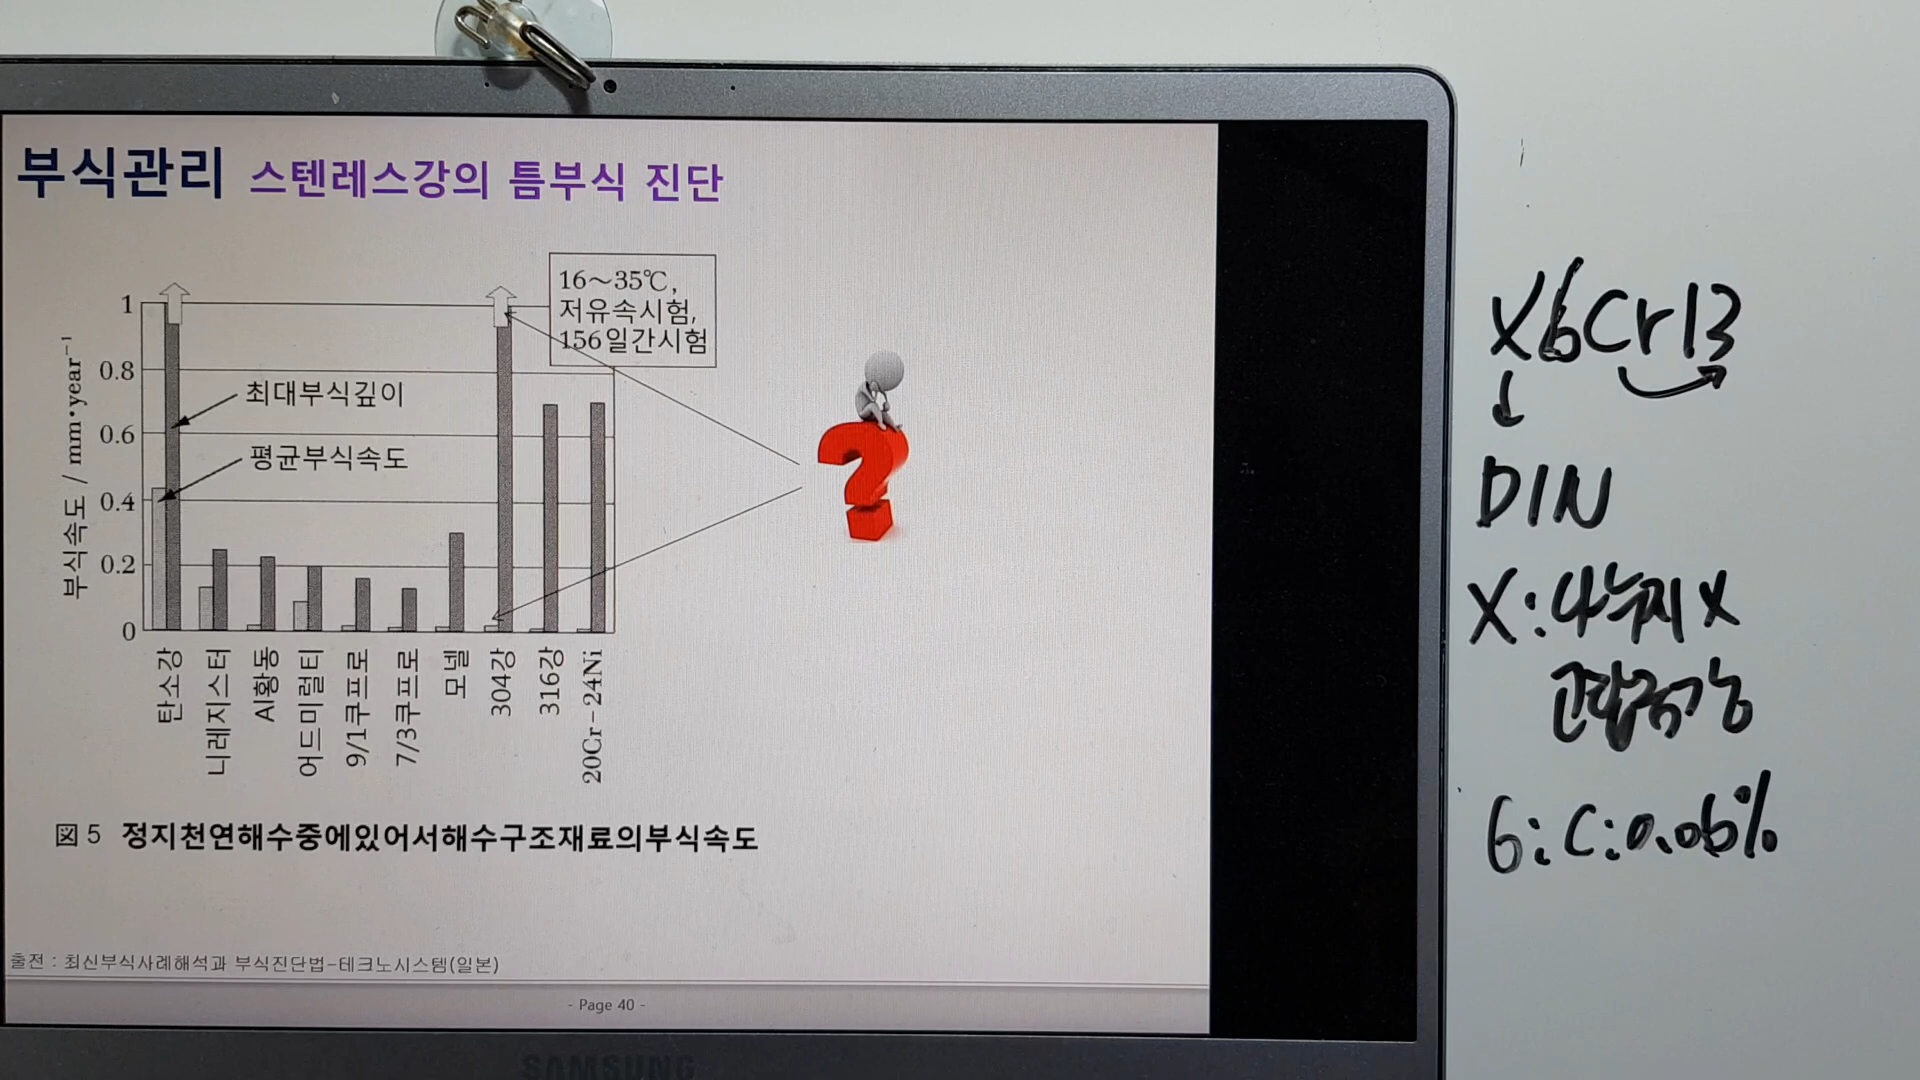 부식관리 스텐레스강의 틈부식 진단
16~35℃,
저유속시험,
156일간시험
최대부식깊이
평균부식속도
부식속도 / mm·year⁻¹
1
0.8
0.6
0.4
0.2
0
탄소강
니레지스터
Al황동
어드미럴티
9/1쿠프로
7/3쿠프로
모넬
304강
316강
20Cr-24Ni
図 5 정지천연해수중에있어서해수구조재료의부식속도
출전 : 최신부식사례해석과 부식진단법-테크노시스템(일본)
- Page 40 -
SAMSUNG
X6Cr13
DIN
X : 나누지 X
고합금강
6 : C : 0.06%